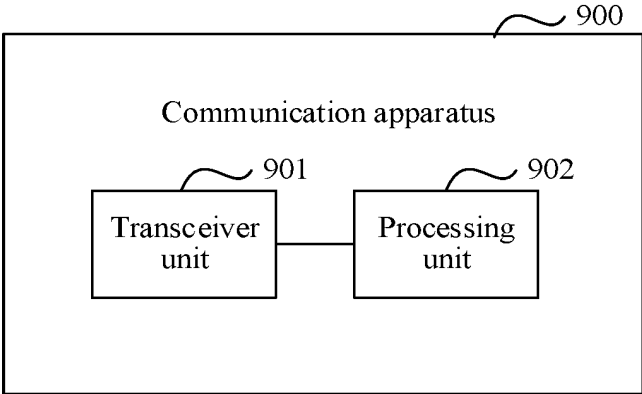 900
Communication apparatus
901
902
Transceiver
unit
Processing
unit